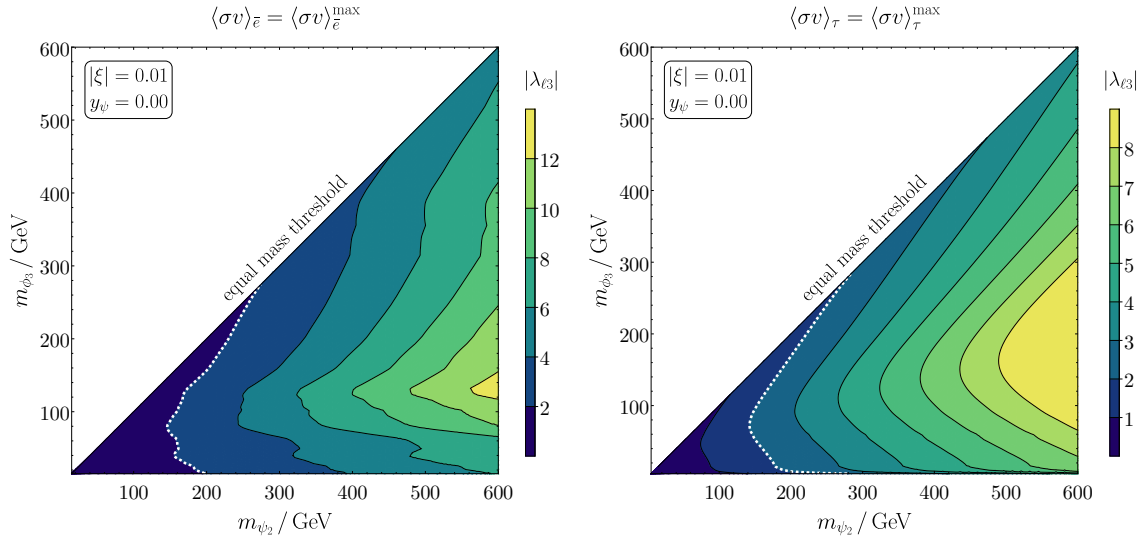 ⟨σv⟩ē = ⟨σv⟩ē^max
|ξ| = 0.01
y_ψ = 0.00
equal mass threshold
m_ϕ₃ / GeV
600
500
400
300
200
100
100 200 300 400 500 600
m_ψ₂ / GeV
|λ_ℓ3|
12
10
8
6
4
2
⟨σv⟩_τ = ⟨σv⟩_τ^max
|ξ| = 0.01
y_ψ = 0.00
equal mass threshold
m_ϕ₃ / GeV
600
500
400
300
200
100
100 200 300 400 500 600
m_ψ₂ / GeV
|λ_ℓ3|
8
7
6
5
4
3
2
1